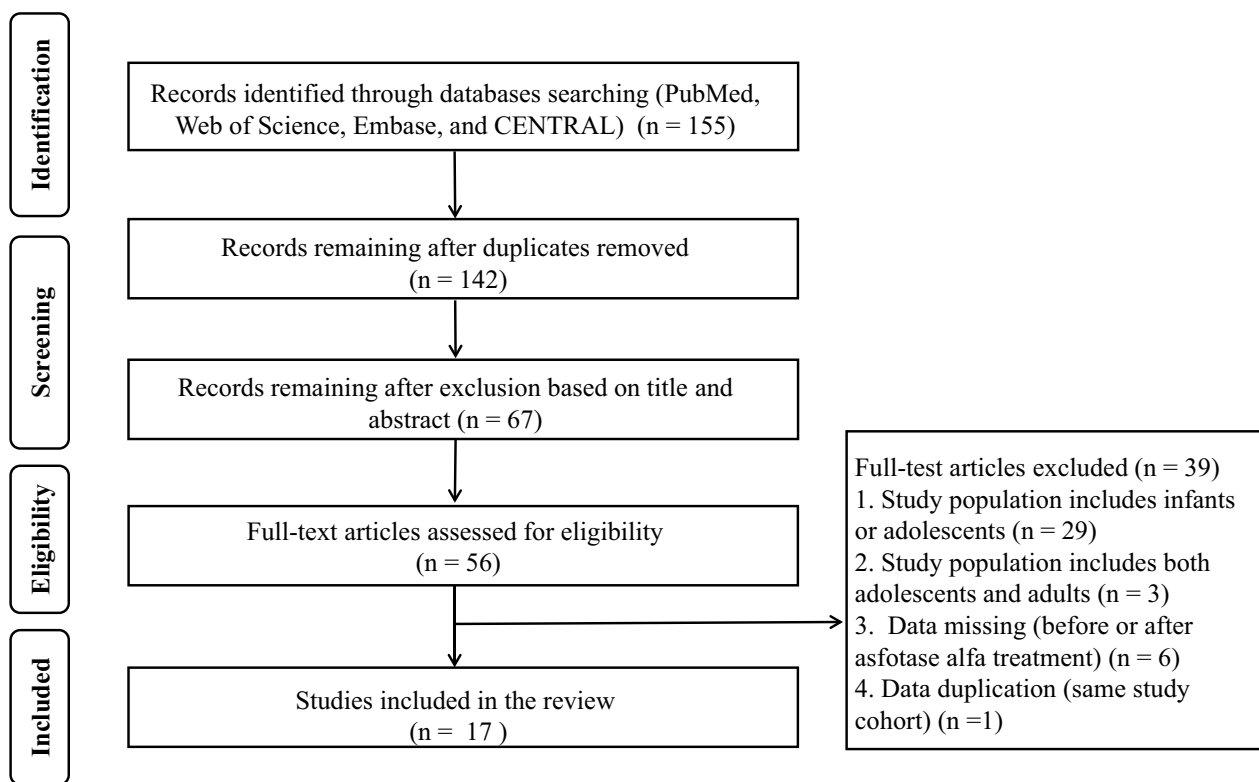 Identification
Records identified through databases searching (PubMed,
Web of Science, Embase, and CENTRAL) (n = 155)
Screening
Records remaining after duplicates removed
(n = 142)
Records remaining after exclusion based on title and
abstract (n = 67)
Eligibility
Full-text articles assessed for eligibility
(n = 56)
Full-test articles excluded (n = 39)
1. Study population includes infants
or adolescents (n = 29)
2. Study population includes both
adolescents and adults (n = 3)
3. Data missing (before or after
asfotase alfa treatment) (n = 6)
4. Data duplication (same study
cohort) (n =1)
Included
Studies included in the review
(n = 17 )